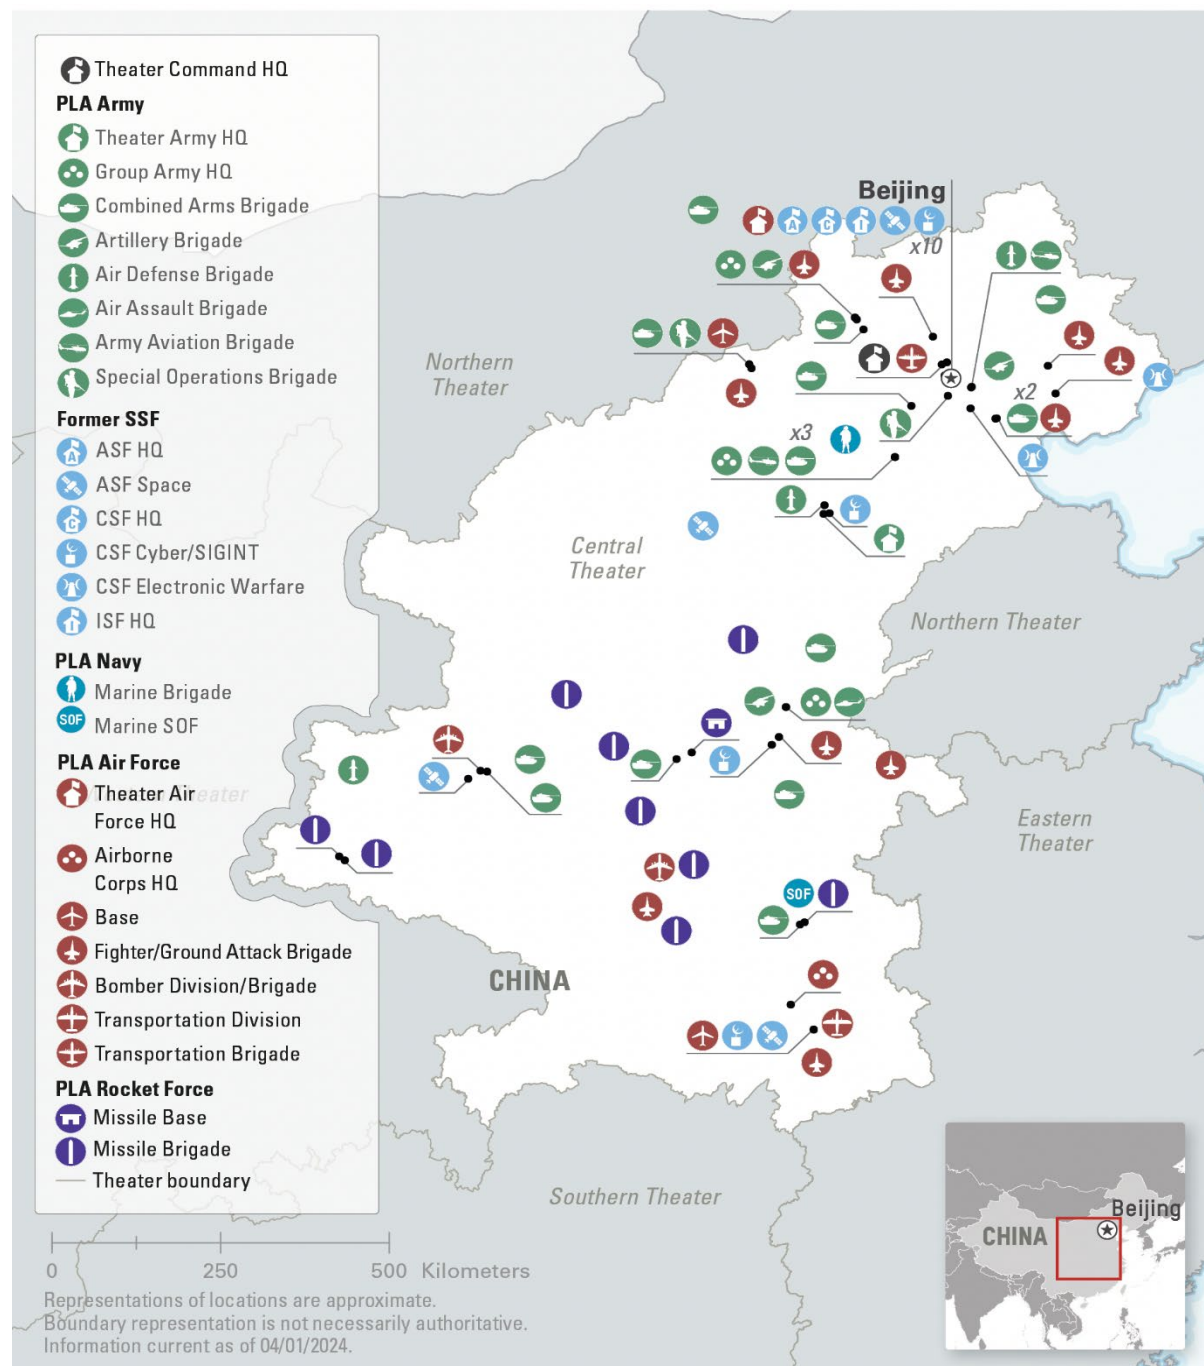 Theater Command HQ
PLA Army
Theater Army HQ
Group Army HQ
Combined Arms Brigade
Artillery Brigade
Air Defense Brigade
Air Assault Brigade
Army Aviation Brigade
Special Operations Brigade
Former SSF
A
ASF HQ
ASF Space
C
CSF HQ
CSF Cyber/SIGINT
CSF Electronic Warfare
I
ISF HQ
PLA Navy
Marine Brigade
SOF
Marine SOF
PLA Air Force
Theater Air
Force HQ
Airborne
Corps HQ
Base
Fighter/Ground Attack Brigade
Bomber Division/Brigade
Transportation Division
Transportation Brigade
PLA Rocket Force
Missile Base
Missile Brigade
Theater boundary
0 250 500 Kilometers
Representations of locations are approximate.
Boundary representation is not necessarily authoritative.
Information current as of 04/01/2024.
Beijing
A C I
x10
Northern
Theater
x2
x3
Central
Theater
Northern Theater
Theater
Eastern
Theater
SOF
CHINA
Southern Theater
Beijing
CHINA